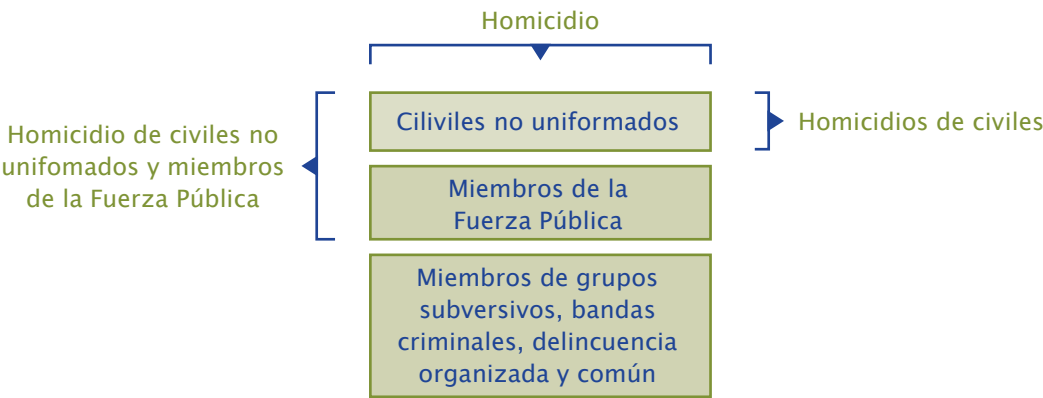 Homicidio
Homicidio de civiles no
unifomados y miembros
de la Fuerza Pública
Ciliviles no uniformados
Miembros de la
Fuerza Pública
Miembros de grupos
subversivos, bandas
criminales, delincuencia
organizada y común
Homicidios de civiles